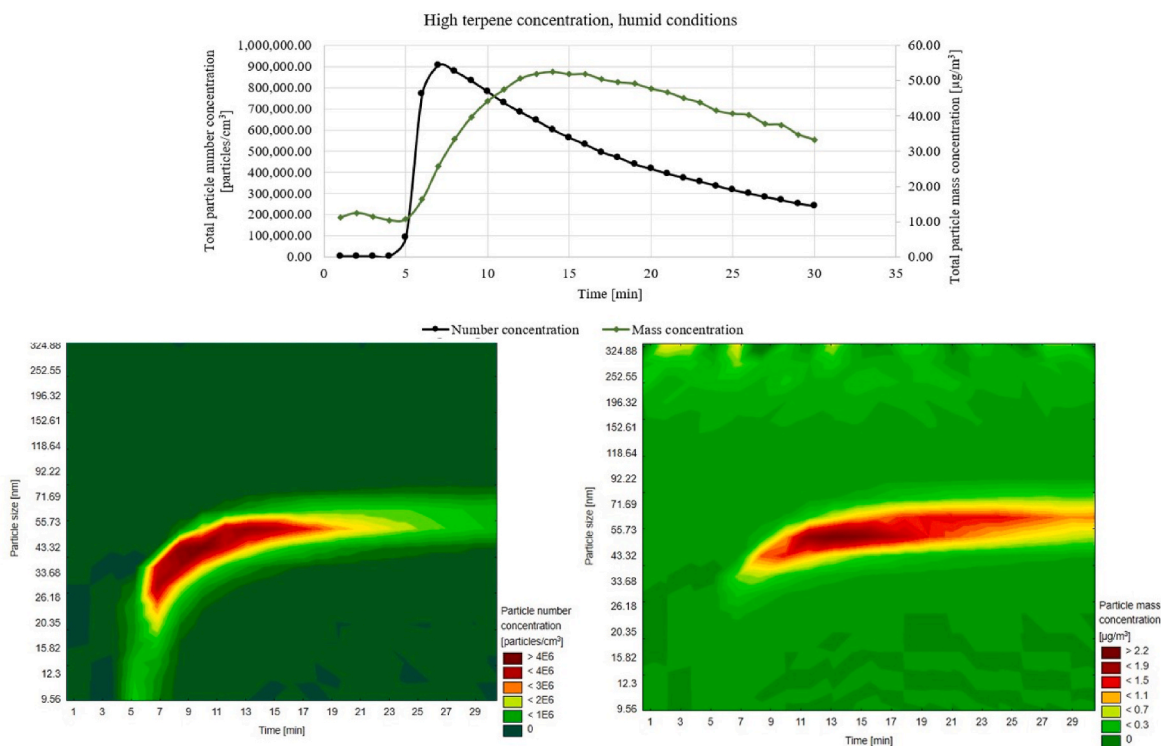 High terpene concentration, humid conditions
Total particle number concentration
[particles/cm³]
1,000,000.00
900,000.00
800,000.00
700,000.00
600,000.00
500,000.00
400,000.00
300,000.00
200,000.00
100,000.00
0.00
60.00
50.00
40.00
30.00
20.00
10.00
0.00
Total particle mass concentration [µg/m³]
0 5 10 15 20 25 30 35
Time [min]
Number concentration Mass concentration
Particle size [nm]
324.88
252.55
196.32
152.61
118.64
92.22
71.69
55.73
43.32
33.68
26.18
20.35
15.82
12.3
9.56
1 3 5 7 9 11 13 15 17 19 21 23 25 27 29
Time [min]
Particle number
concentration
[particles/cm³]
> 4E6
< 4E6
< 3E6
< 2E6
< 1E6
0
Particle size [nm]
324.88
252.55
196.32
152.61
118.64
92.22
71.69
55.73
43.32
33.68
26.18
20.35
15.82
12.3
9.56
1 3 5 7 9 11 13 15 17 19 21 23 25 27 29
Time [min]
Particle mass
concentration
[µg/m³]
> 2.2
< 1.9
< 1.5
< 1.1
< 0.7
< 0.3
0